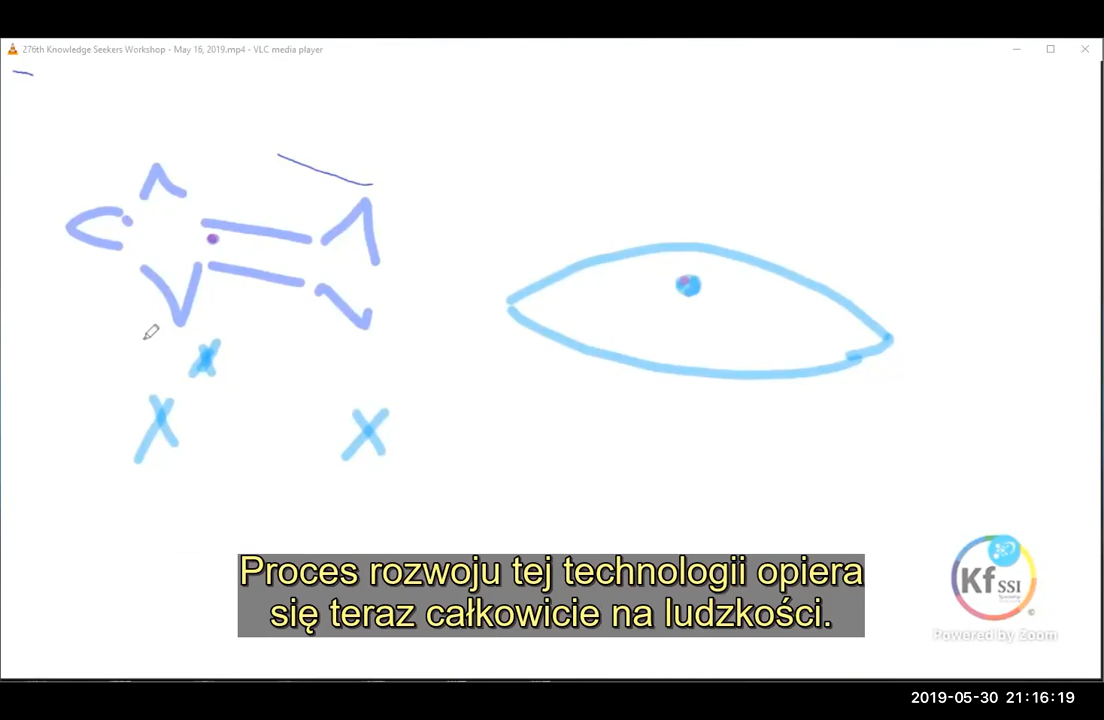 276th Knowledge Seekers Workshop - May 16, 2019.mp4 - VLC media player
Proces rozwoju tej technologii opiera
się teraz całkowicie na ludzkości.
Kf SSI
©
Powered by Zoom
2019-05-30 21:16:19